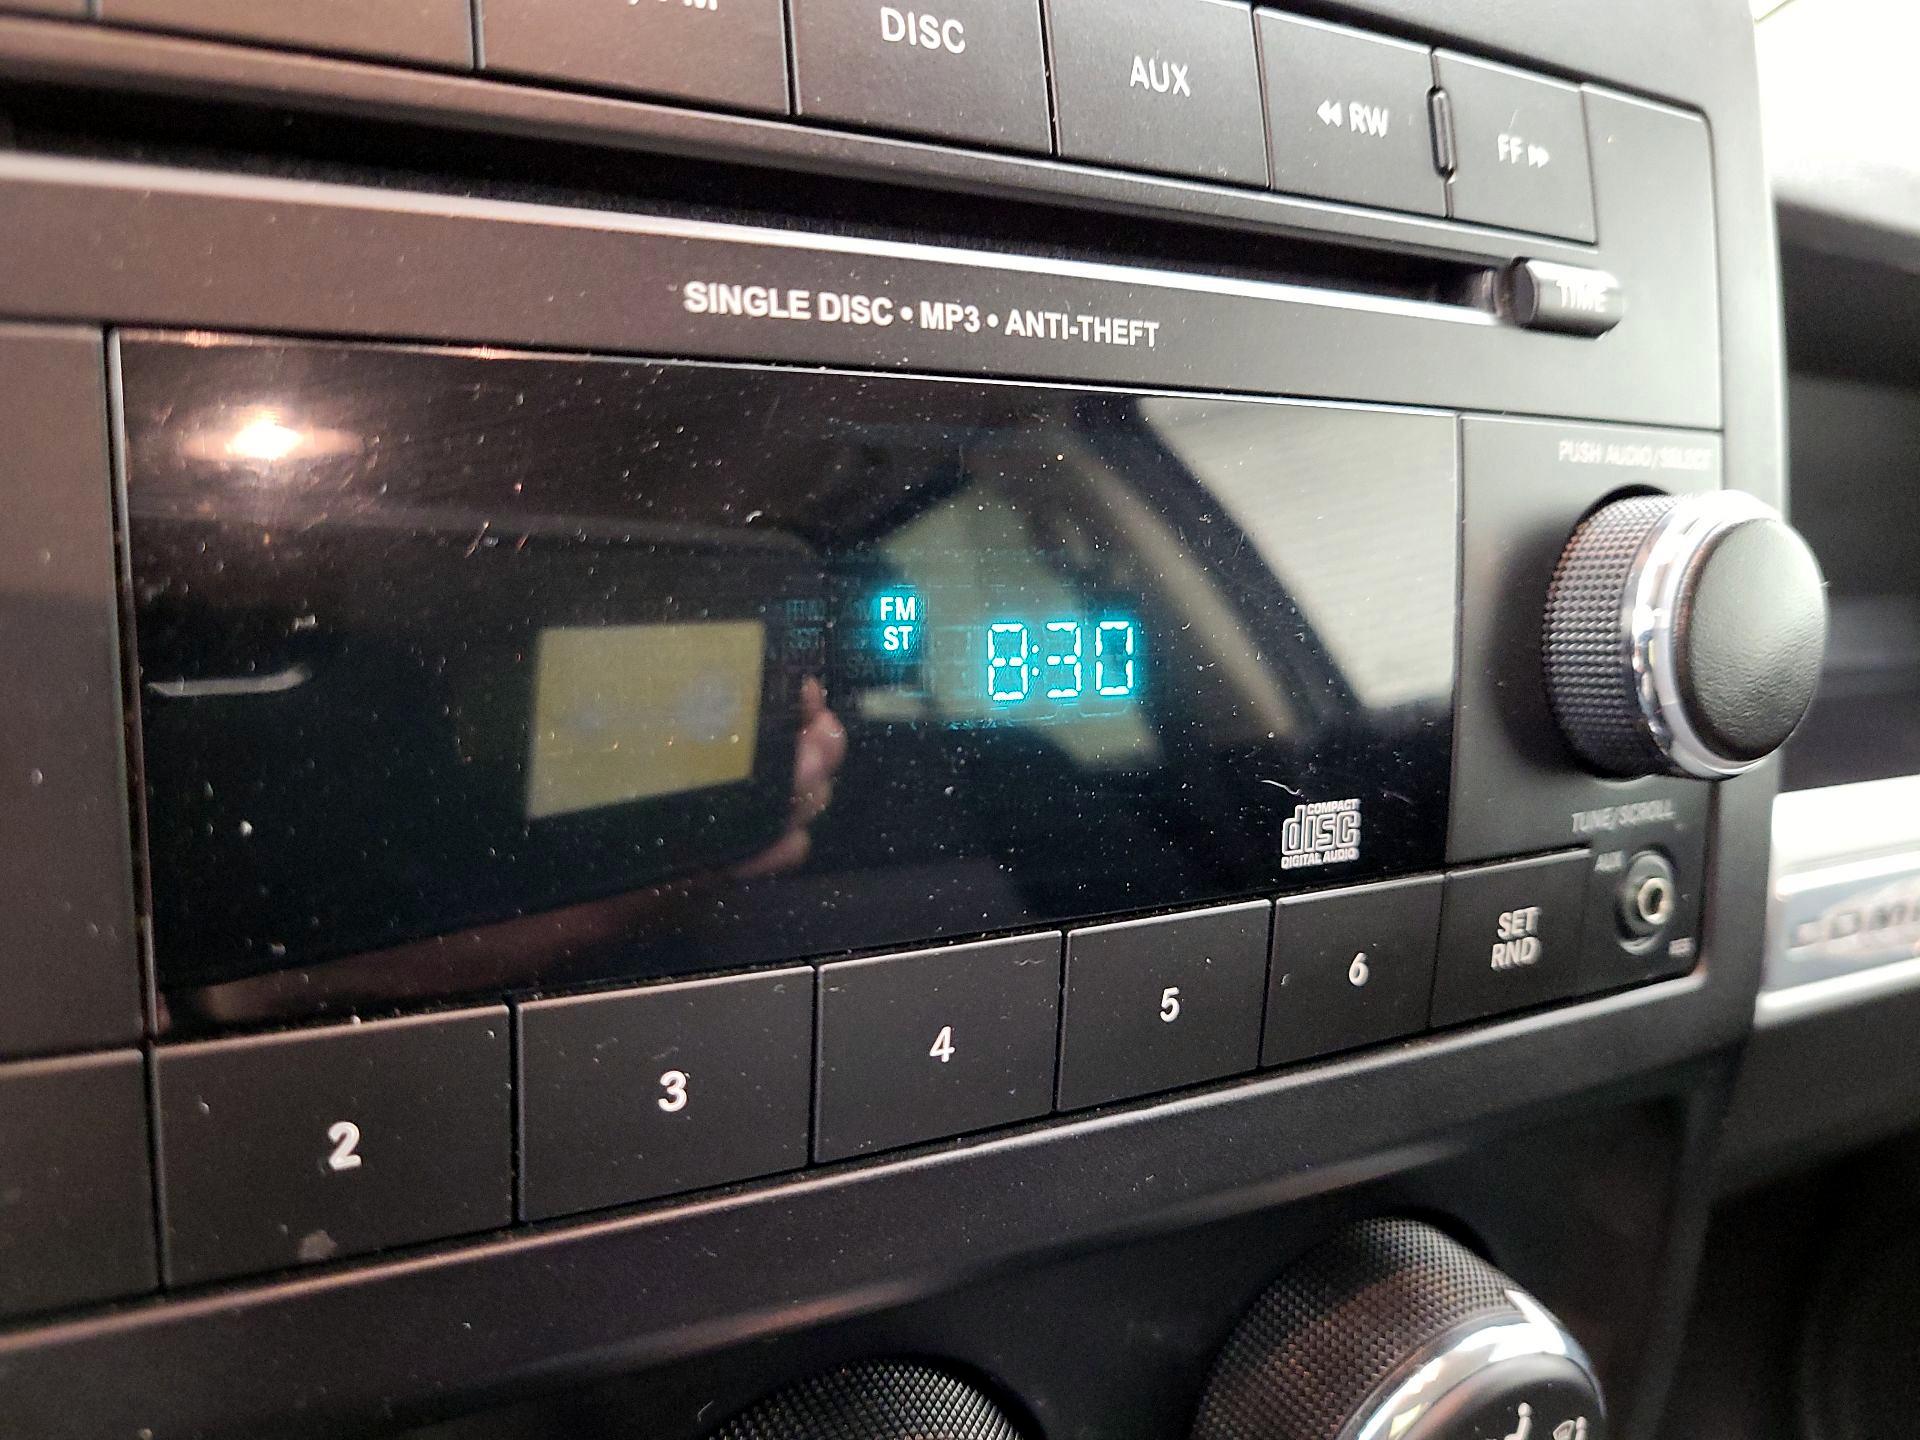 DISC
AUX
RW
FF
TIME
SINGLE DISC • MP3 • ANTI-THEFT
PUSH AUDIO/SELECT
FM
ST
8:30
COMPACT
disc
DIGITAL AUDIO
TUNE/SCROLL
AUX
SET
RND
2
3
4
5
6